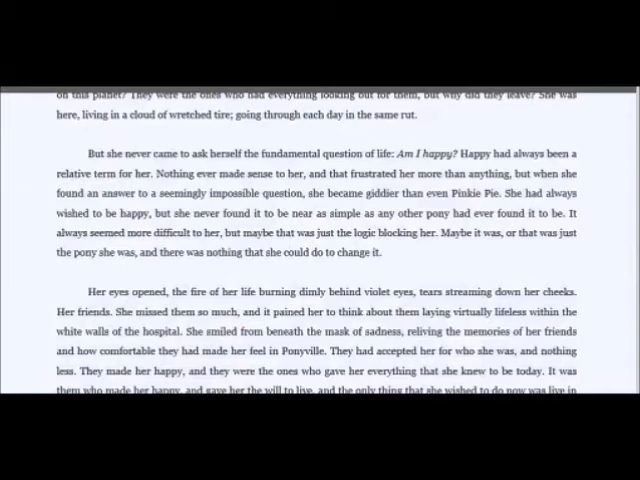 on this planet? They were the ones who had everything looking out for them, but why did they leave? She was
here, living in a cloud of wretched tire; going through each day in the same rut.
But she never came to ask herself the fundamental question of life: Am I happy? Happy had always been a
relative term for her. Nothing ever made sense to her, and that frustrated her more than anything, but when she
found an answer to a seemingly impossible question, she became giddier than even Pinkie Pie. She had always
wished to be happy, but she never found it to be near as simple as any other pony had ever found it to be. It
always seemed more difficult to her, but maybe that was just the logic blocking her. Maybe it was, or that was just
the pony she was, and there was nothing that she could do to change it.
Her eyes opened, the fire of her life burning dimly behind violet eyes, tears streaming down her cheeks.
Her friends. She missed them so much, and it pained her to think about them laying virtually lifeless within the
white walls of the hospital. She smiled from beneath the mask of sadness, reliving the memories of her friends
and how comfortable they had made her feel in Ponyville. They had accepted her for who she was, and nothing
less. They made her happy, and they were the ones who gave her everything that she knew to be today. It was
them who made her happy, and gave her the will to live, and the only thing that she wished to do now was live in